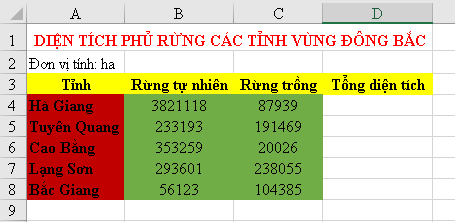 A B C D E
1 DIỆN TÍCH PHỦ RỪNG CÁC TỈNH VÙNG ĐÔNG BẮC
2 Đơn vị tính: ha
3 Tỉnh Rừng tự nhiên Rừng trồng Tổng diện tích
4 Hà Giang 3821118 87939
5 Tuyên Quang 233193 191469
6 Cao Bằng 353259 20026
7 Lạng Sơn 293601 238055
8 Bắc Giang 56123 104385
9